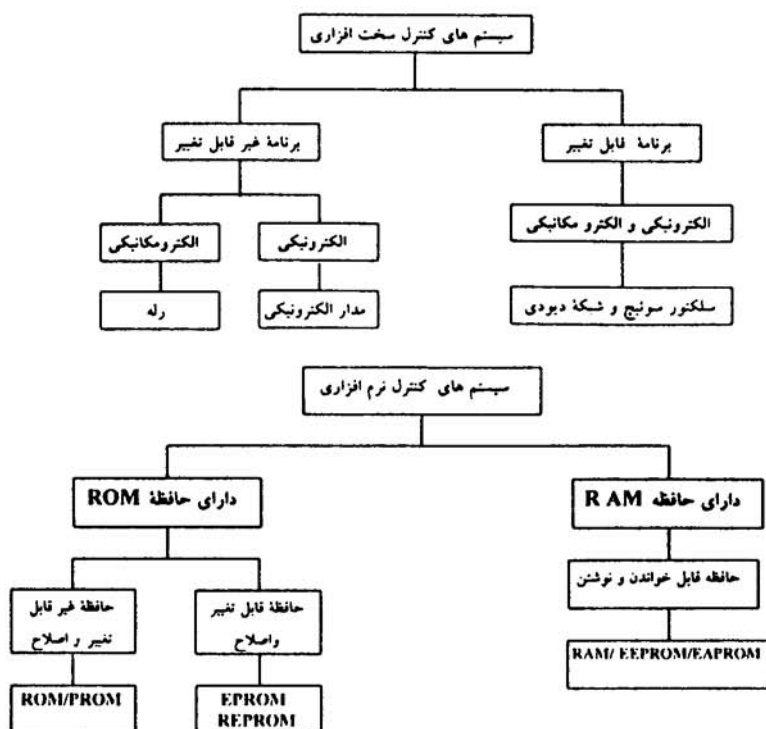 سیستم های کنترل سخت افزاری
برنامهٔ قابل تغییر
برنامهٔ غیر قابل تغییر
الکترونیکی و الکترو مکانیکی
الکترونیکی
الکترومکانیکی
سلکتور سوئیچ و شبکهٔ دیودی
مدار الکترونیکی
رله
سیستم های کنترل نرم افزاری
دارای حافظه R AM
دارای حافظهٔ ROM
حافظه قابل خواندن و نوشتن
حافظهٔ قابل تغییر
واصلاح
حافظهٔ غیر قابل
تغییر و اصلاح
RAM/ EEPROM/EAPROM
EPROM
REPROM
ROM/PROM